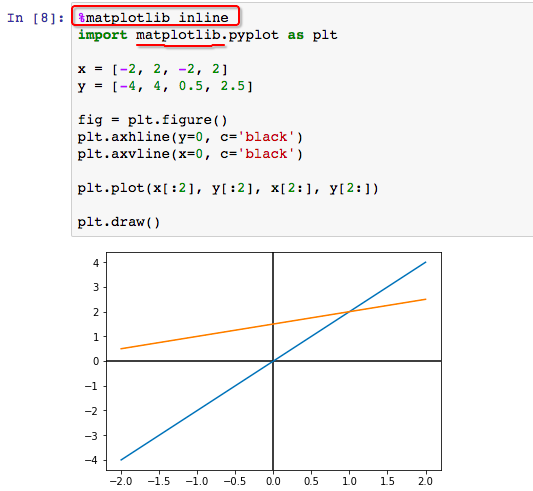 In [8]: %matplotlib inline
import matplotlib.pyplot as plt
x = [-2, 2, -2, 2]
y = [-4, 4, 0.5, 2.5]
fig = plt.figure()
plt.axhline(y=0, c='black')
plt.axvline(x=0, c='black')
plt.plot(x[:2], y[:2], x[2:], y[2:])
plt.draw()
4
3
2
1
0
−1
−2
−3
−4
−2.0 −1.5 −1.0 −0.5 0.0 0.5 1.0 1.5 2.0